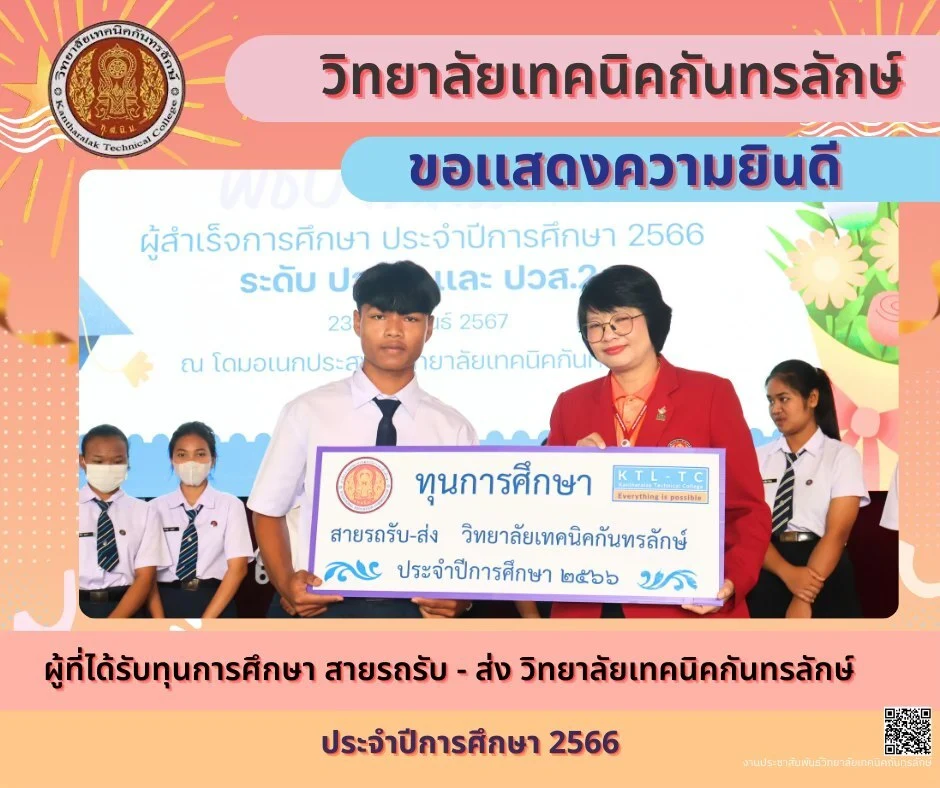 วิทยาลัยเทคนิคกันทรลักษ์
วิทยาลัยเทคนิคกันทรลักษ์
Kantharalak Technical College
ขอแสดงความยินดี
ผู้สำเร็จการศึกษา ประจำปีการศึกษา 2566
ระดับ และ ปวส.2
23 2567
ณ โดมอเนกประส
ทุนการศึกษา
KTL-TC
Kantharalak Technical College
Everything is possible
สายรถรับ-ส่ง วิทยาลัยเทคนิคกันทรลักษ์
ประจำปีการศึกษา ๒๕๖๖
ผู้ที่ได้รับทุนการศึกษา สายรถรับ - ส่ง วิทยาลัยเทคนิคกันทรลักษ์
ประจำปีการศึกษา 2566
งานประชาสัมพันธ์วิทยาลัยเทคนิคกันทรลักษ์